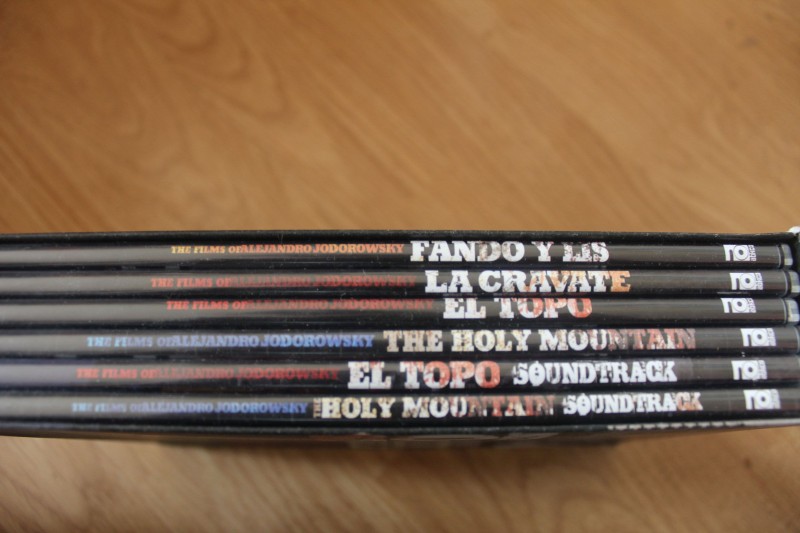 THE FILMS OF ALEJANDRO JODOROWSKY FANDO Y LIS
THE FILMS OF ALEJANDRO JODOROWSKY LA CRAVATE
THE FILMS OF ALEJANDRO JODOROWSKY EL TOPO
THE FILMS OF ALEJANDRO JODOROWSKY THE HOLY MOUNTAIN
THE FILMS OF ALEJANDRO JODOROWSKY EL TOPO SOUNDTRACK
THE FILMS OF ALEJANDRO JODOROWSKY THE HOLY MOUNTAIN SOUNDTRACK